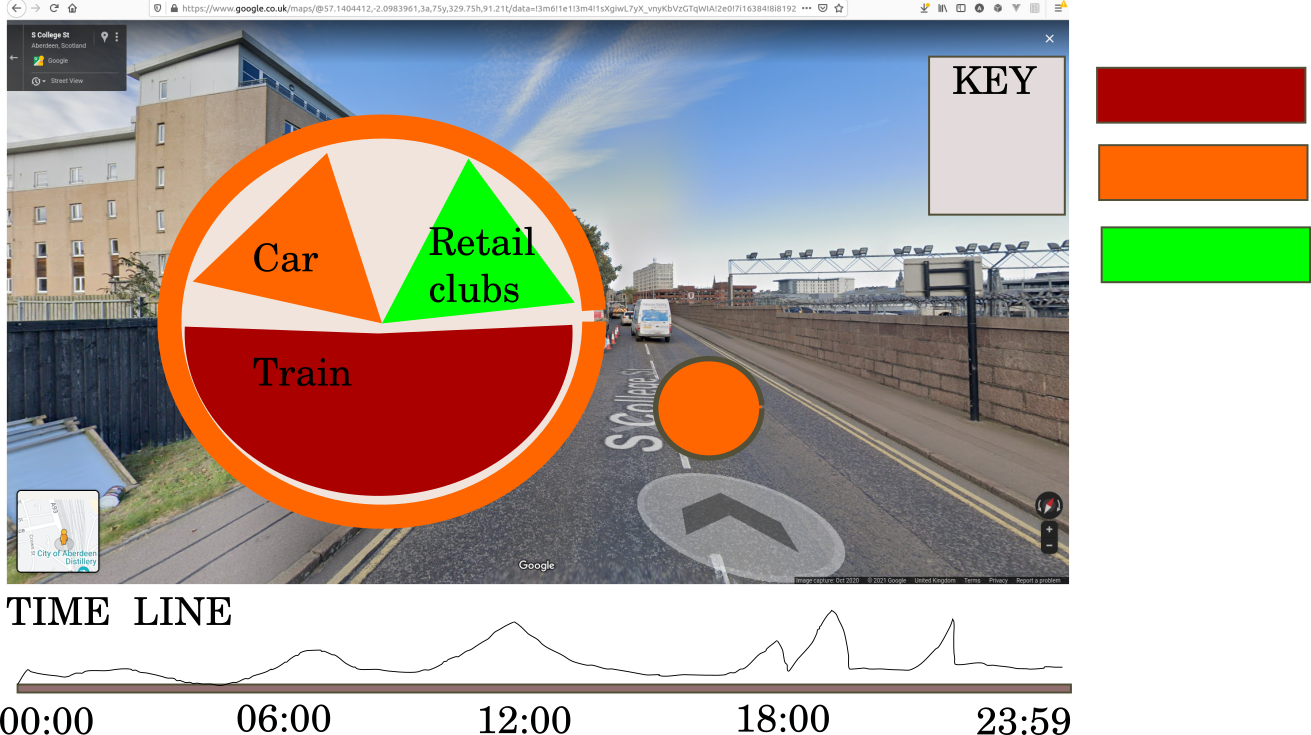 https://www.google.co.uk/maps/@57.1404412,-2.0983961,3a,75y,329.75h,91.21t/data=!3m6!1e1!3m4!1sXgiwL7yX_vnyKbVzGTqWIA!2e0!7i16384!8i8192
S College St
Aberdeen, Scotland
Google
Street View
KEY
Car
Retail
clubs
Train
S College St
A93
City of Aberdeen
Distillery
Google
Image capture: Oct 2020 © 2021 Google United Kingdom Terms Privacy Report a problem
TIME LINE
00:00 06:00 12:00 18:00 23:59